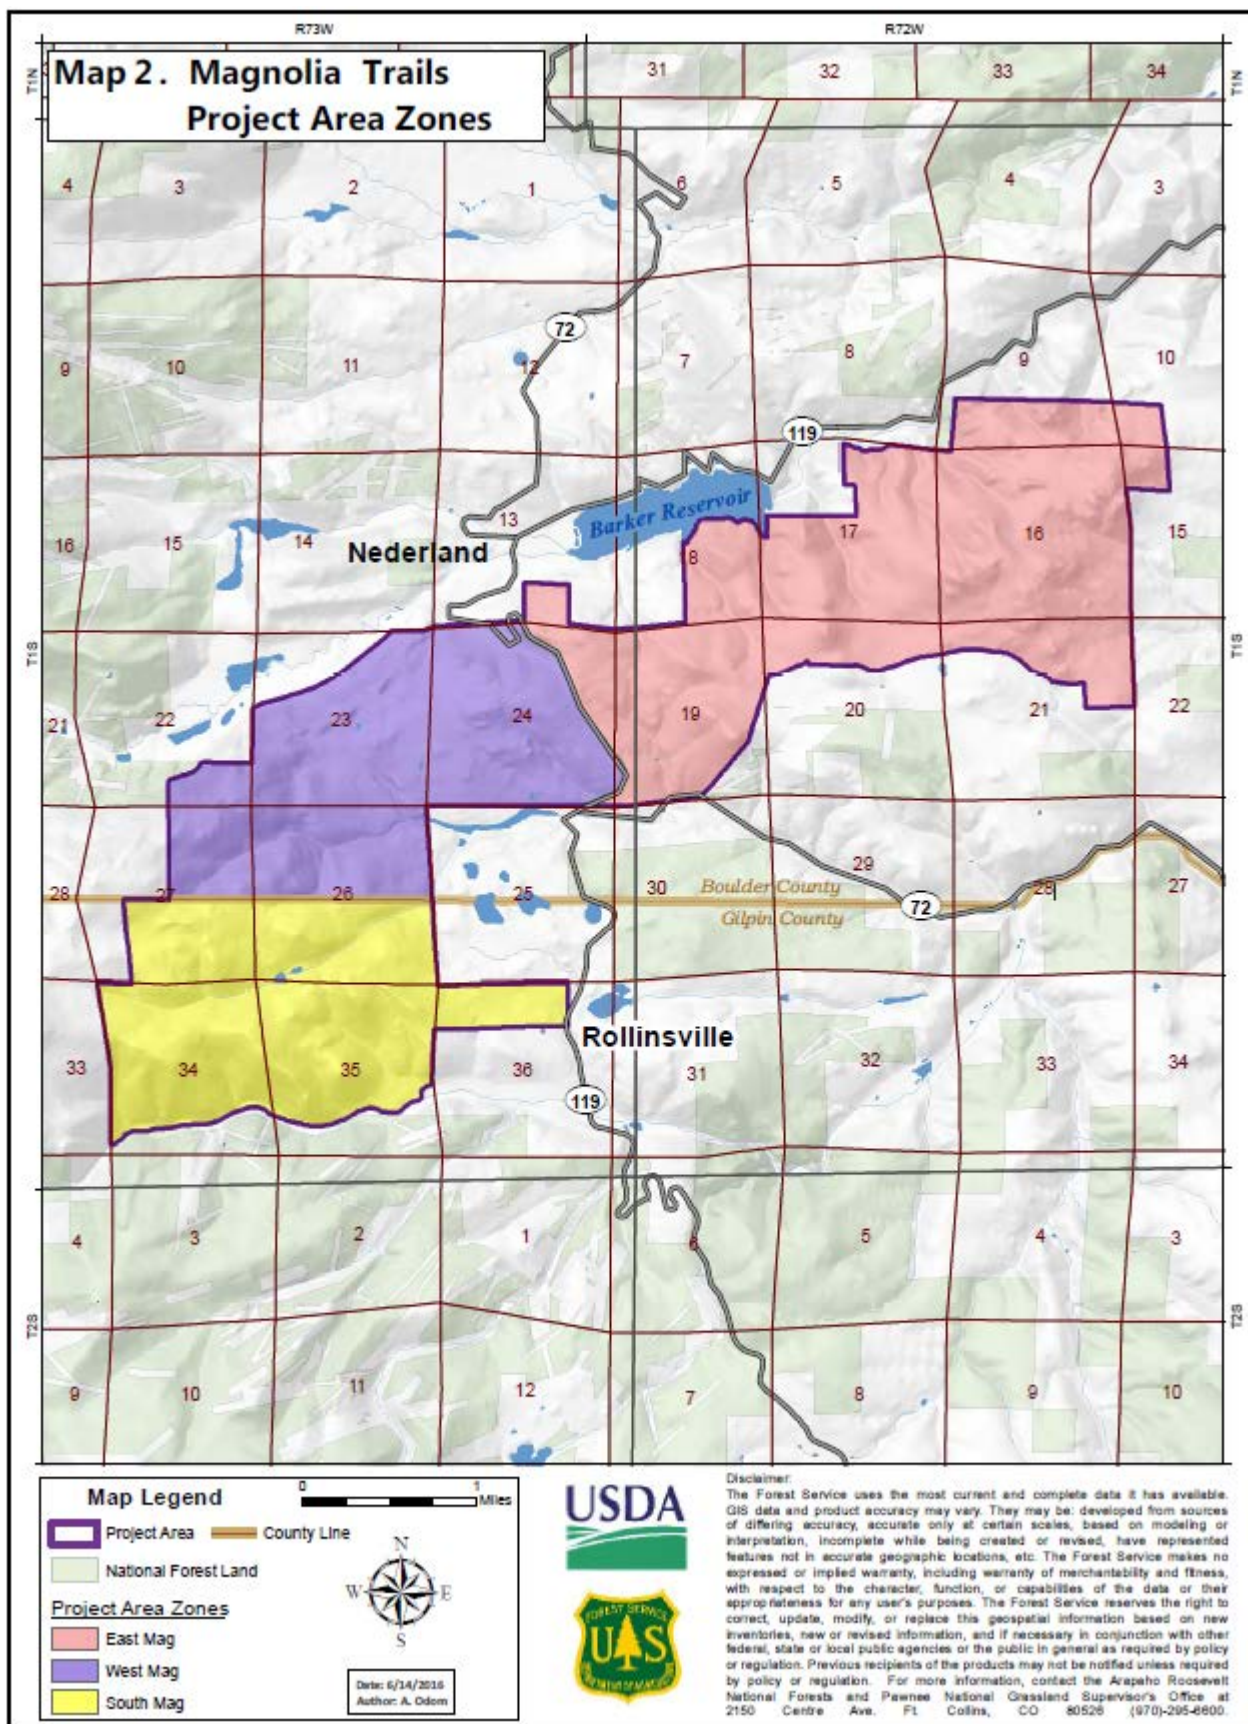 R73W R72W
Map 2. Magnolia Trails
Project Area Zones
T1N T1N
31 32 33 34
4 3 2 1 6 5 4 3
72
9 10 11 12 7 8 9 10
119
Barker Reservoir
16 15 14 13 18 17 16 15
Nederland
T1S T1S
21 22 23 24 19 20 21 22
28 27 26 25 30 29 28 27
Boulder County
Gilpin County
72
Rollinsville
33 34 35 36 31 32 33 34
119
4 3 2 1 6 5 4 3
T2S T2S
9 10 11 12 7 8 9 10
Map Legend
0 1
Miles
Project Area County Line
National Forest Land
Project Area Zones
East Mag
West Mag
South Mag
N
W E
S
Date: 6/14/2016
Author: A. Odom
USDA
FOREST SERVICE
U S
DEPARTMENT OF AGRICULTURE
Disclaimer:
The Forest Service uses the most current and complete data it has available.
GIS data and product accuracy may vary. They may be: developed from sources
of differing accuracy, accurate only at certain scales, based on modeling or
interpretation, incomplete while being created or revised, have represented
features not in accurate geographic locations, etc. The Forest Service makes no
expressed or implied warranty, including warranty of merchantability and fitness,
with respect to the character, function, or capabilities of the data or their
appropriateness for any user's purposes. The Forest Service reserves the right to
correct, update, modify, or replace this geospatial information based on new
inventories, new or revised information, and if necessary in conjunction with other
federal, state or local public agencies or the public in general as required by policy
or regulation. Previous recipients of the products may not be notified unless required
by policy or regulation. For more information, contact the Arapaho Roosevelt
National Forests and Pawnee National Grassland Supervisor's Office at
2150 Centre Ave. Ft. Collins, CO 80526 (970)-295-6600.